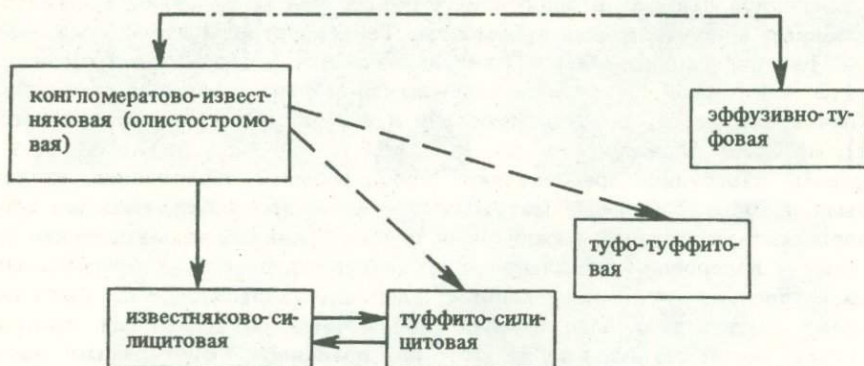 конгломератово-извест-
няковая (олистостромо-
вая)
эффузивно-ту-
фовая
туфо-туффито-
вая
известняково-си-
лицитовая
туффито-сили-
цитовая